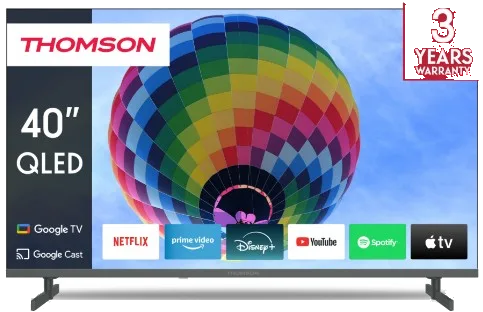 THOMSON
3
YEARS
WARRANTY
40"
QLED
Google TV
Google Cast
NETFLIX
prime video
Disney+
YouTube
Spotify
tv
THOMSON